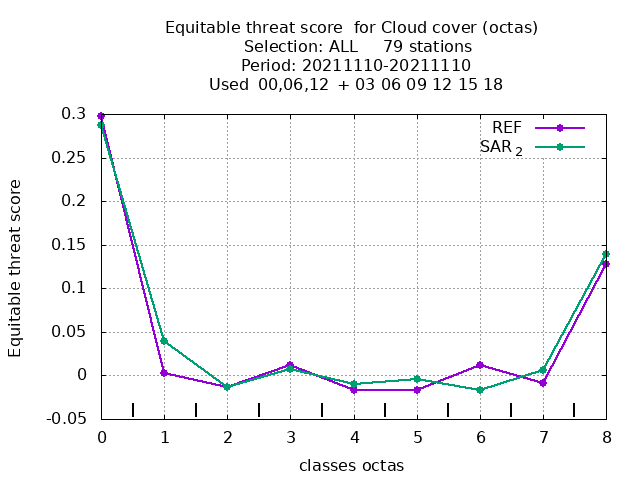 Equitable threat score  for Cloud cover (octas)
Selection: ALL     79 stations
Period: 20211110-20211110
Used  00,06,12  + 03 06 09 12 15 18
REF
SAR 2
0.3
0.25
0.2
0.15
0.1
0.05
0
-0.05
Equitable threat score
0 1 2 3 4 5 6 7 8
classes octas